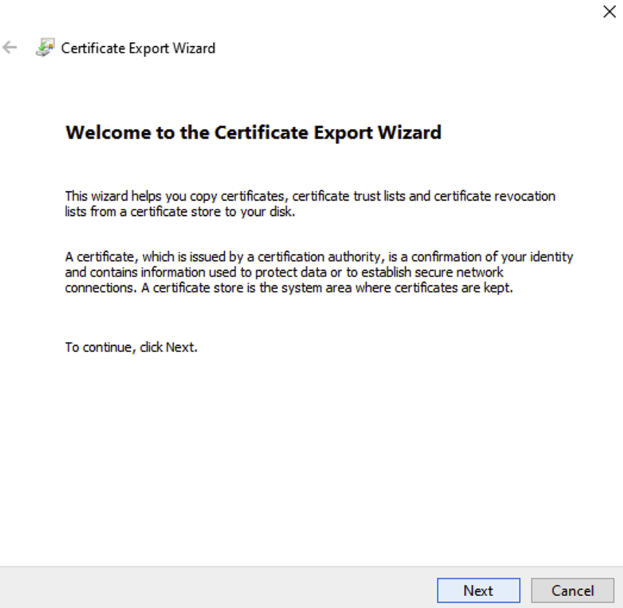 Certificate Export Wizard
Welcome to the Certificate Export Wizard
This wizard helps you copy certificates, certificate trust lists and certificate revocation
lists from a certificate store to your disk.
A certificate, which is issued by a certification authority, is a confirmation of your identity
and contains information used to protect data or to establish secure network
connections. A certificate store is the system area where certificates are kept.
To continue, click Next.
Next
Cancel